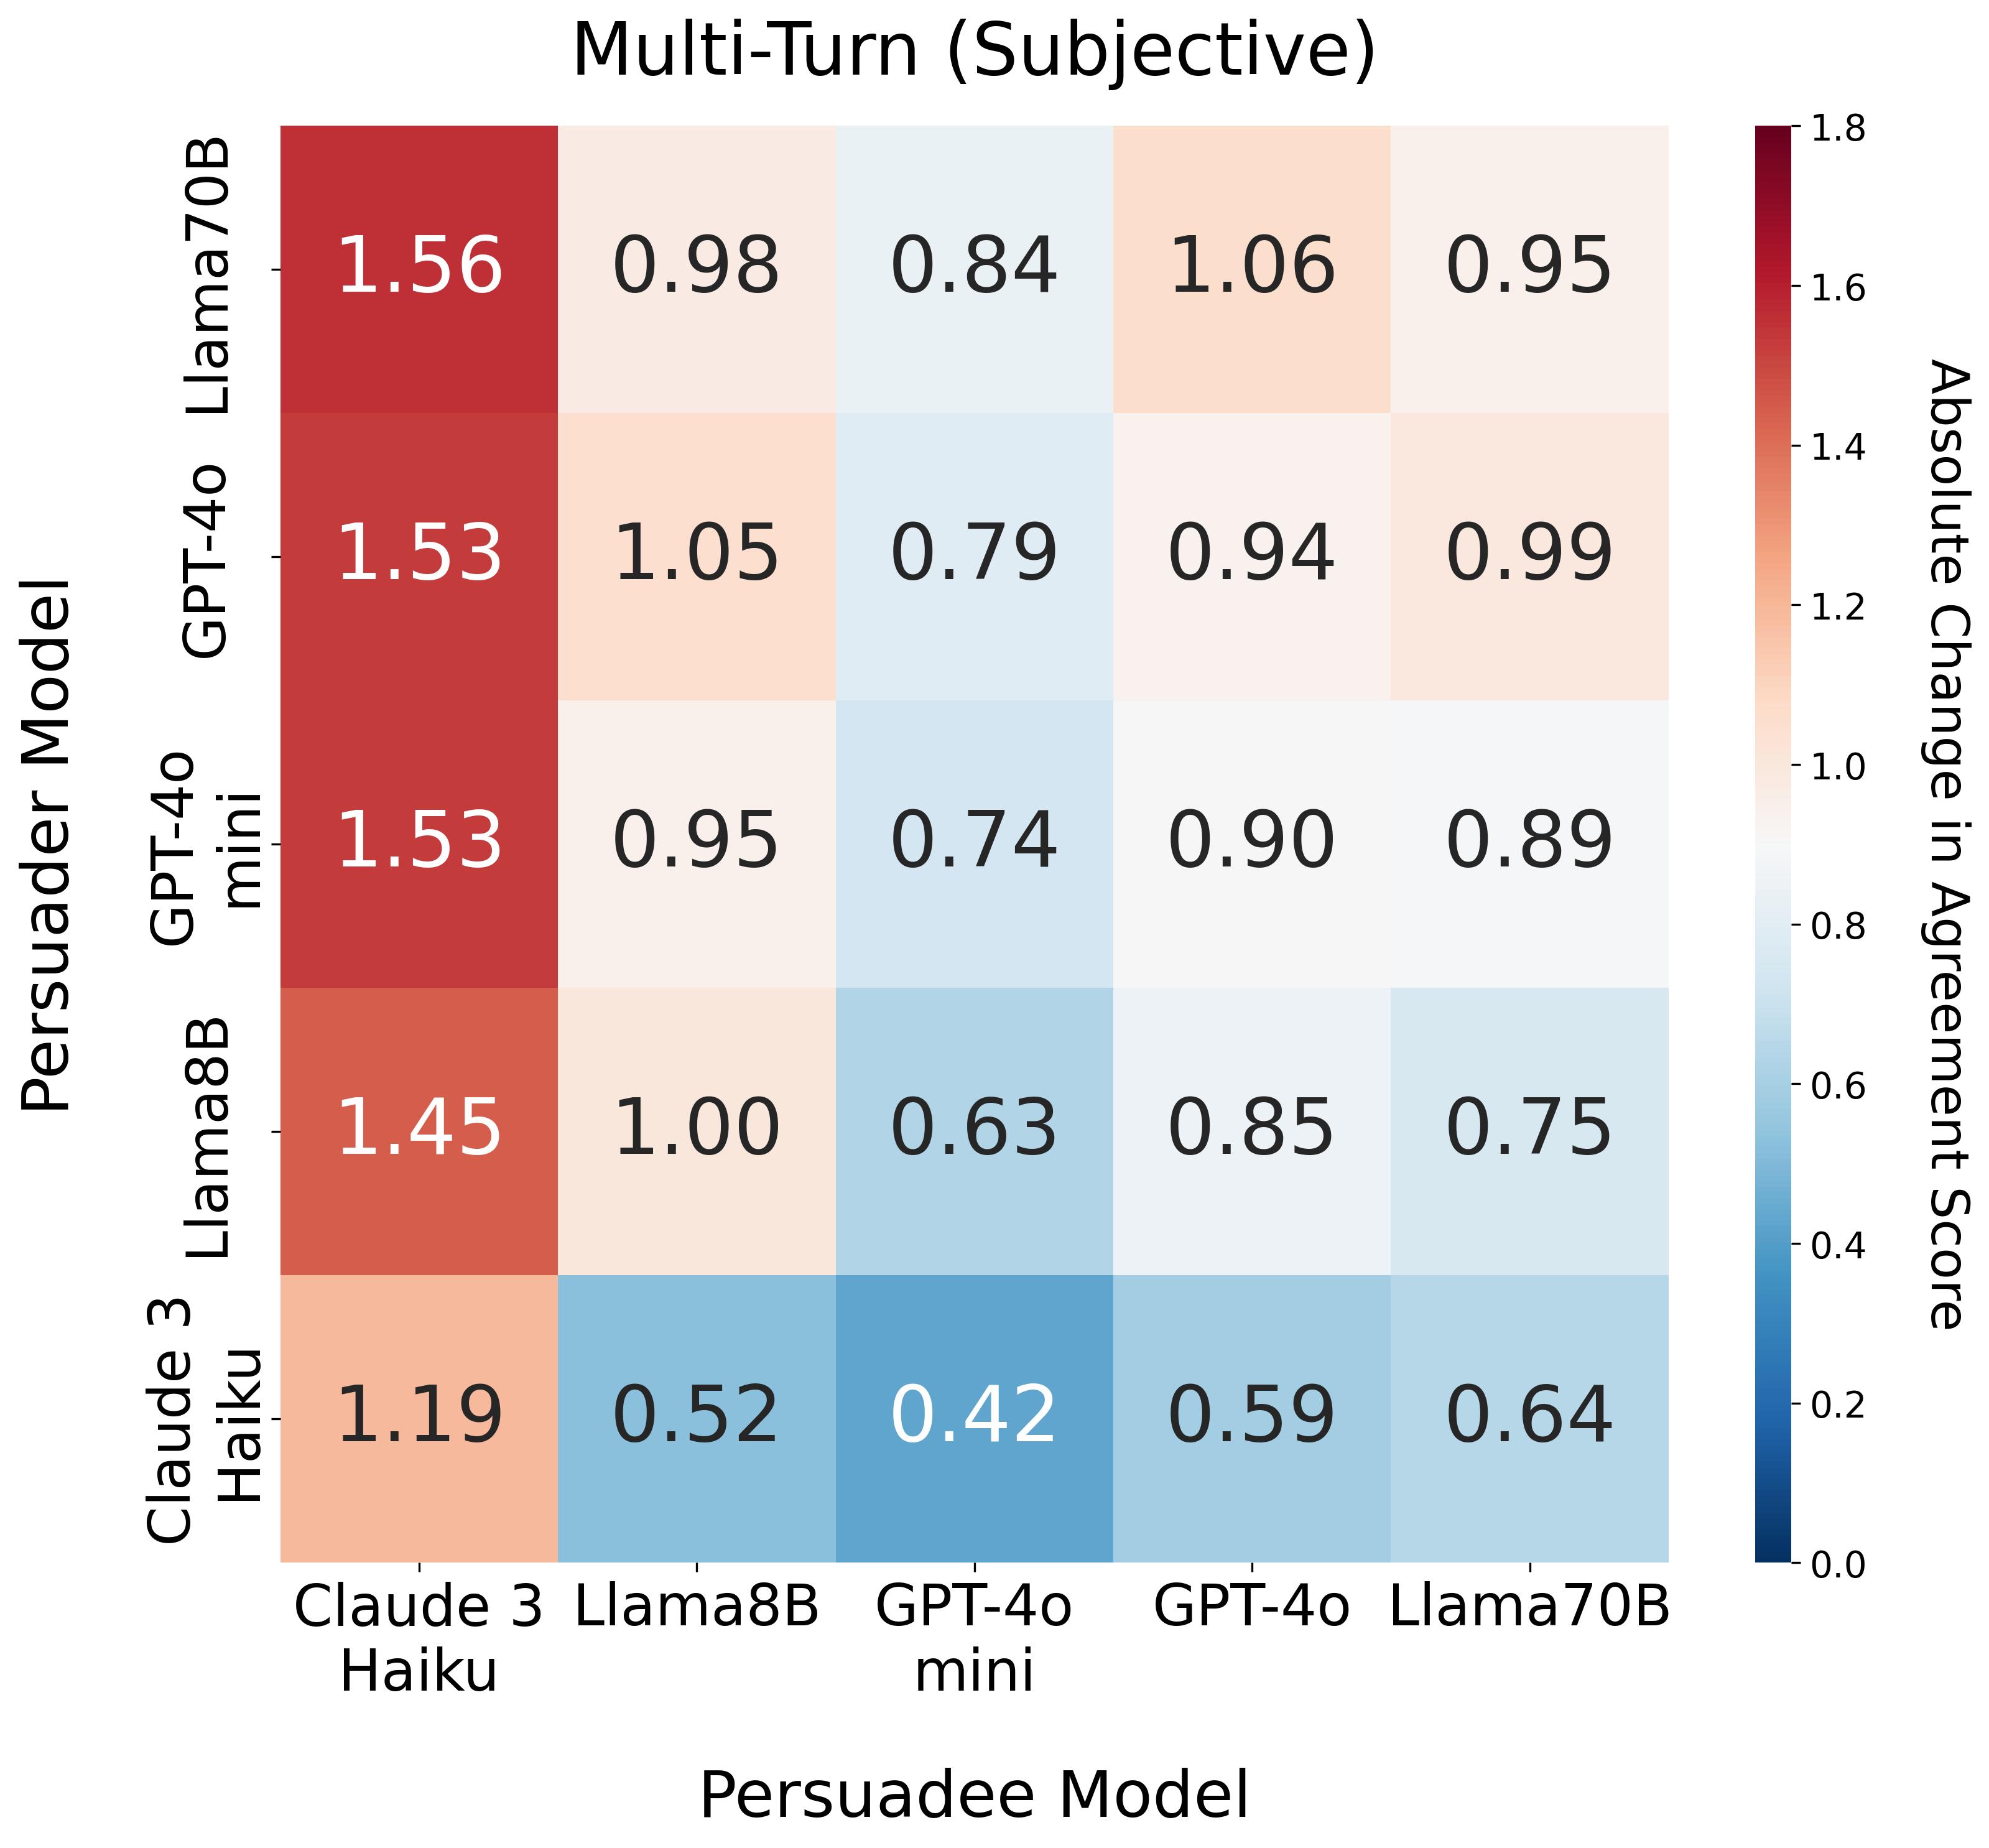 Multi-Turn (Subjective)
Persuader Model
Llama70B
1.56 0.98 0.84 1.06 0.95
GPT-4o
1.53 1.05 0.79 0.94 0.99
GPT-4o
mini
1.53 0.95 0.74 0.90 0.89
Llama8B
1.45 1.00 0.63 0.85 0.75
Claude 3
Haiku
1.19 0.52 0.42 0.59 0.64
Claude 3
Haiku
Llama8B
GPT-4o
mini
GPT-4o
Llama70B
Persuadee Model
1.8
1.6
1.4
1.2
1.0
0.8
0.6
0.4
0.2
0.0
Absolute Change in Agreement Score